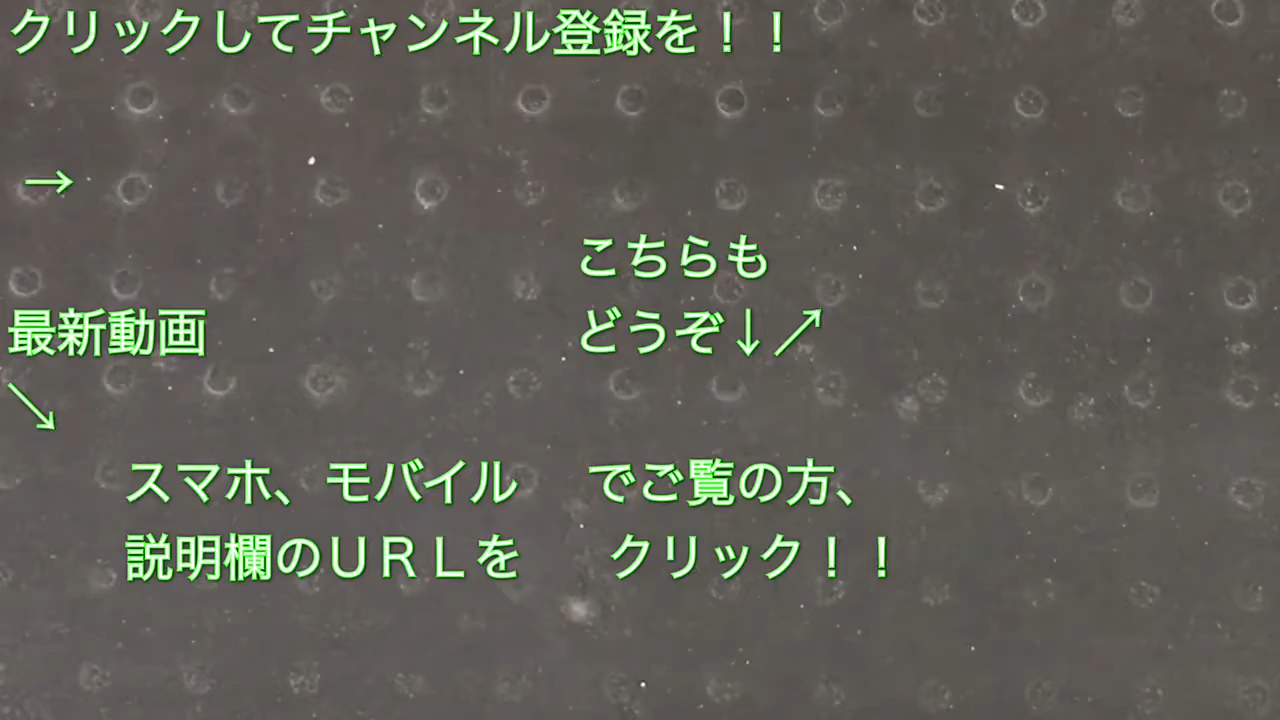 クリックしてチャンネル登録を！！
→
こちらも
どうぞ↓↗
最新動画
↘
スマホ、モバイル　でご覧の方、
説明欄のＵＲＬを　クリック！！